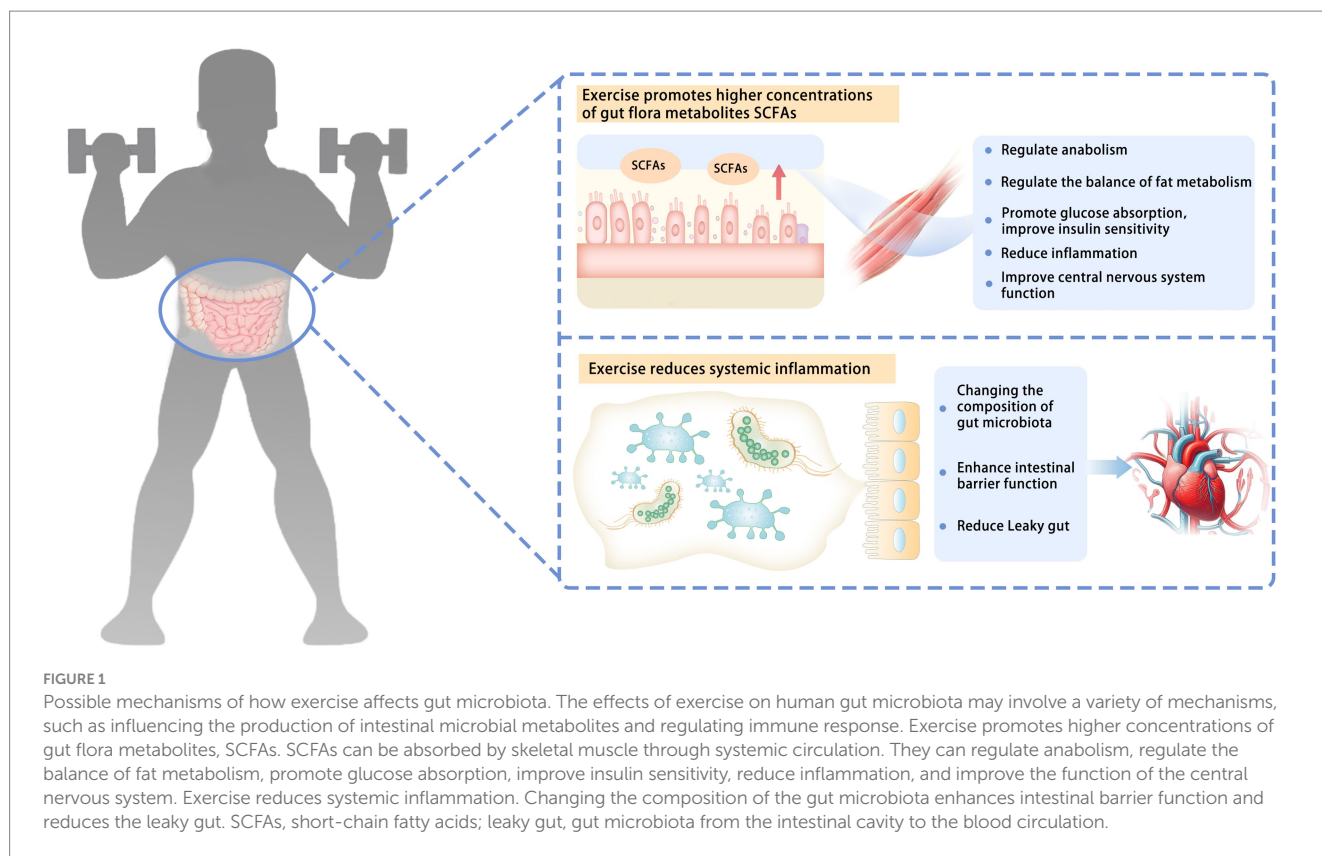 Exercise promotes higher concentrations
of gut flora metabolites SCFAs
SCFAs
SCFAs
Regulate anabolism
Regulate the balance of fat metabolism
Promote glucose absorption,
improve insulin sensitivity
Reduce inflammation
Improve central nervous system
function
Exercise reduces systemic inflammation
Changing the
composition of
gut microbiota
Enhance intestinal
barrier function
Reduce Leaky gut
FIGURE 1
Possible mechanisms of how exercise affects gut microbiota. The effects of exercise on human gut microbiota may involve a variety of mechanisms,
such as influencing the production of intestinal microbial metabolites and regulating immune response. Exercise promotes higher concentrations of
gut flora metabolites, SCFAs. SCFAs can be absorbed by skeletal muscle through systemic circulation. They can regulate anabolism, regulate the
balance of fat metabolism, promote glucose absorption, improve insulin sensitivity, reduce inflammation, and improve the function of the central
nervous system. Exercise reduces systemic inflammation. Changing the composition of the gut microbiota enhances intestinal barrier function and
reduces the leaky gut. SCFAs, short-chain fatty acids; leaky gut, gut microbiota from the intestinal cavity to the blood circulation.